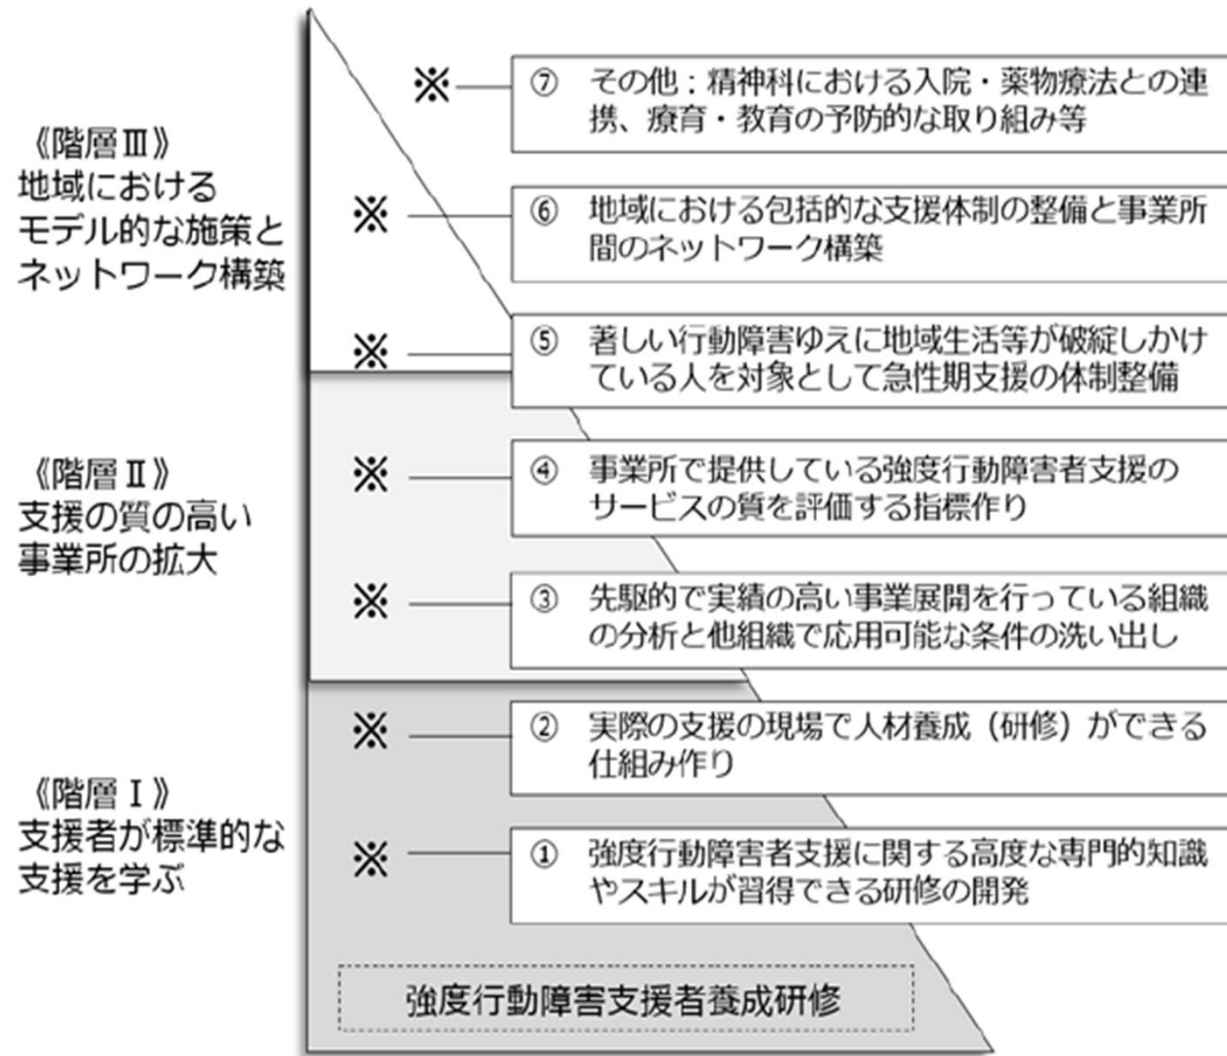 《階層Ⅲ》
地域における
モデル的な施策と
ネットワーク構築
※
⑦ その他：精神科における入院・薬物療法との連
携、療育・教育の予防的な取り組み等
※
⑥ 地域における包括的な支援体制の整備と事業所
間のネットワーク構築
※
⑤ 著しい行動障害ゆえに地域生活等が破綻しかけ
ている人を対象として急性期支援の体制整備
《階層Ⅱ》
支援の質の高い
事業所の拡大
※
④ 事業所で提供している強度行動障害者支援の
サービスの質を評価する指標作り
※
③ 先駆的で実績の高い事業展開を行っている組織
の分析と他組織で応用可能な条件の洗い出し
《階層Ⅰ》
支援者が標準的な
支援を学ぶ
※
② 実際の支援の現場で人材養成（研修）ができる
仕組み作り
※
① 強度行動障害者支援に関する高度な専門的知識
やスキルが習得できる研修の開発
強度行動障害支援者養成研修